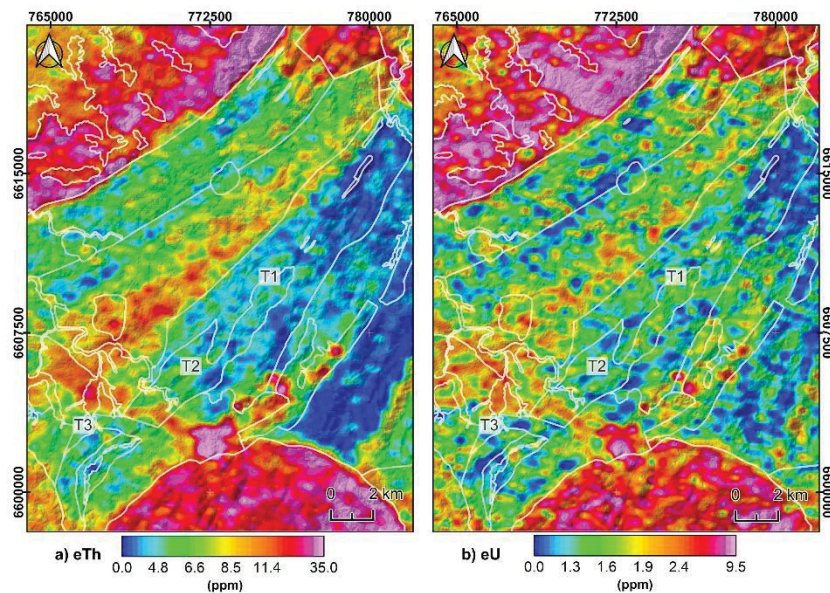 765000 772500 780000 765000 772500 780000
6615000 6615000
T1 T1
6607500 6607500
T2 T2
T3 T3
6600000 6600000
0 2 km 0 2 km
a) eTh 0.0 4.8 6.8 8.5 11.4 35.0 b) eU 0.0 1.3 1.6 1.9 2.4 9.5
(ppm) (ppm)